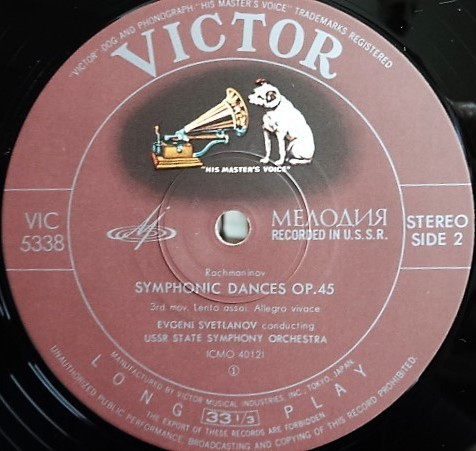 "VICTOR" DOG AND PHONOGRAPH "HIS MASTER'S VOICE" TRADEMARKS REGISTERED
VICTOR
"HIS MASTER'S VOICE"
VIC
5338
МЕЛОДИЯ
RECORDED IN U.S.S.R.
STEREO
SIDE 2
Rachmaninov
SYMPHONIC DANCES OP.45
3rd mov. Lento assai. Allegro vivace
EVGENI SVETLANOV conducting
USSR STATE SYMPHONY ORCHESTRA
(CMO 4012)
①
LONG 33 1/3 PLAY
MANUFACTURED BY VICTOR MUSICAL INDUSTRIES, INC., TOKYO, JAPAN.
THE EXPORT OF THESE RECORDS ARE FORBIDDEN.
UNAUTHORIZED PUBLIC PERFORMANCE, BROADCASTING AND COPYING OF THIS RECORD PROHIBITED.